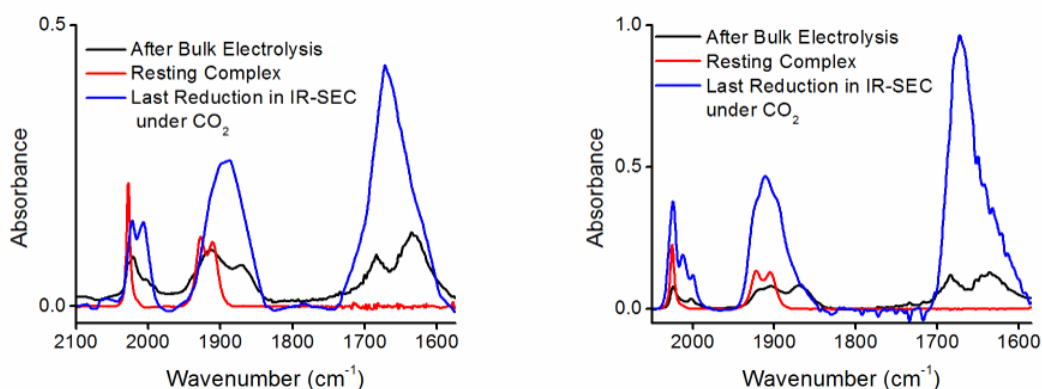 0.5
After Bulk Electrolysis
Resting Complex
Last Reduction in IR-SEC
under CO2
Absorbance
0.0
2100 2000 1900 1800 1700 1600
Wavenumber (cm-1)
1.0
After Bulk Electrolysis
Resting Complex
Last Reduction in IR-SEC
under CO2
0.5
Absorbance
0.0
2000 1900 1800 1700 1600
Wavenumber (cm-1)